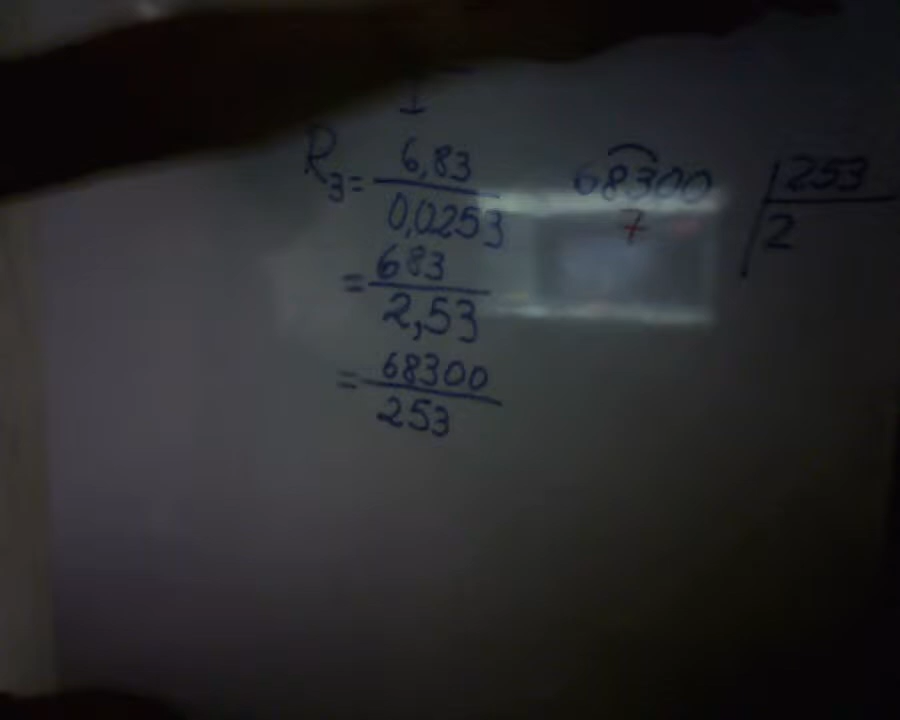 I
R3 = 6,83 / 0,0253
= 683 / 2,53
= 68300 / 253
68300 | 253
7 | 2